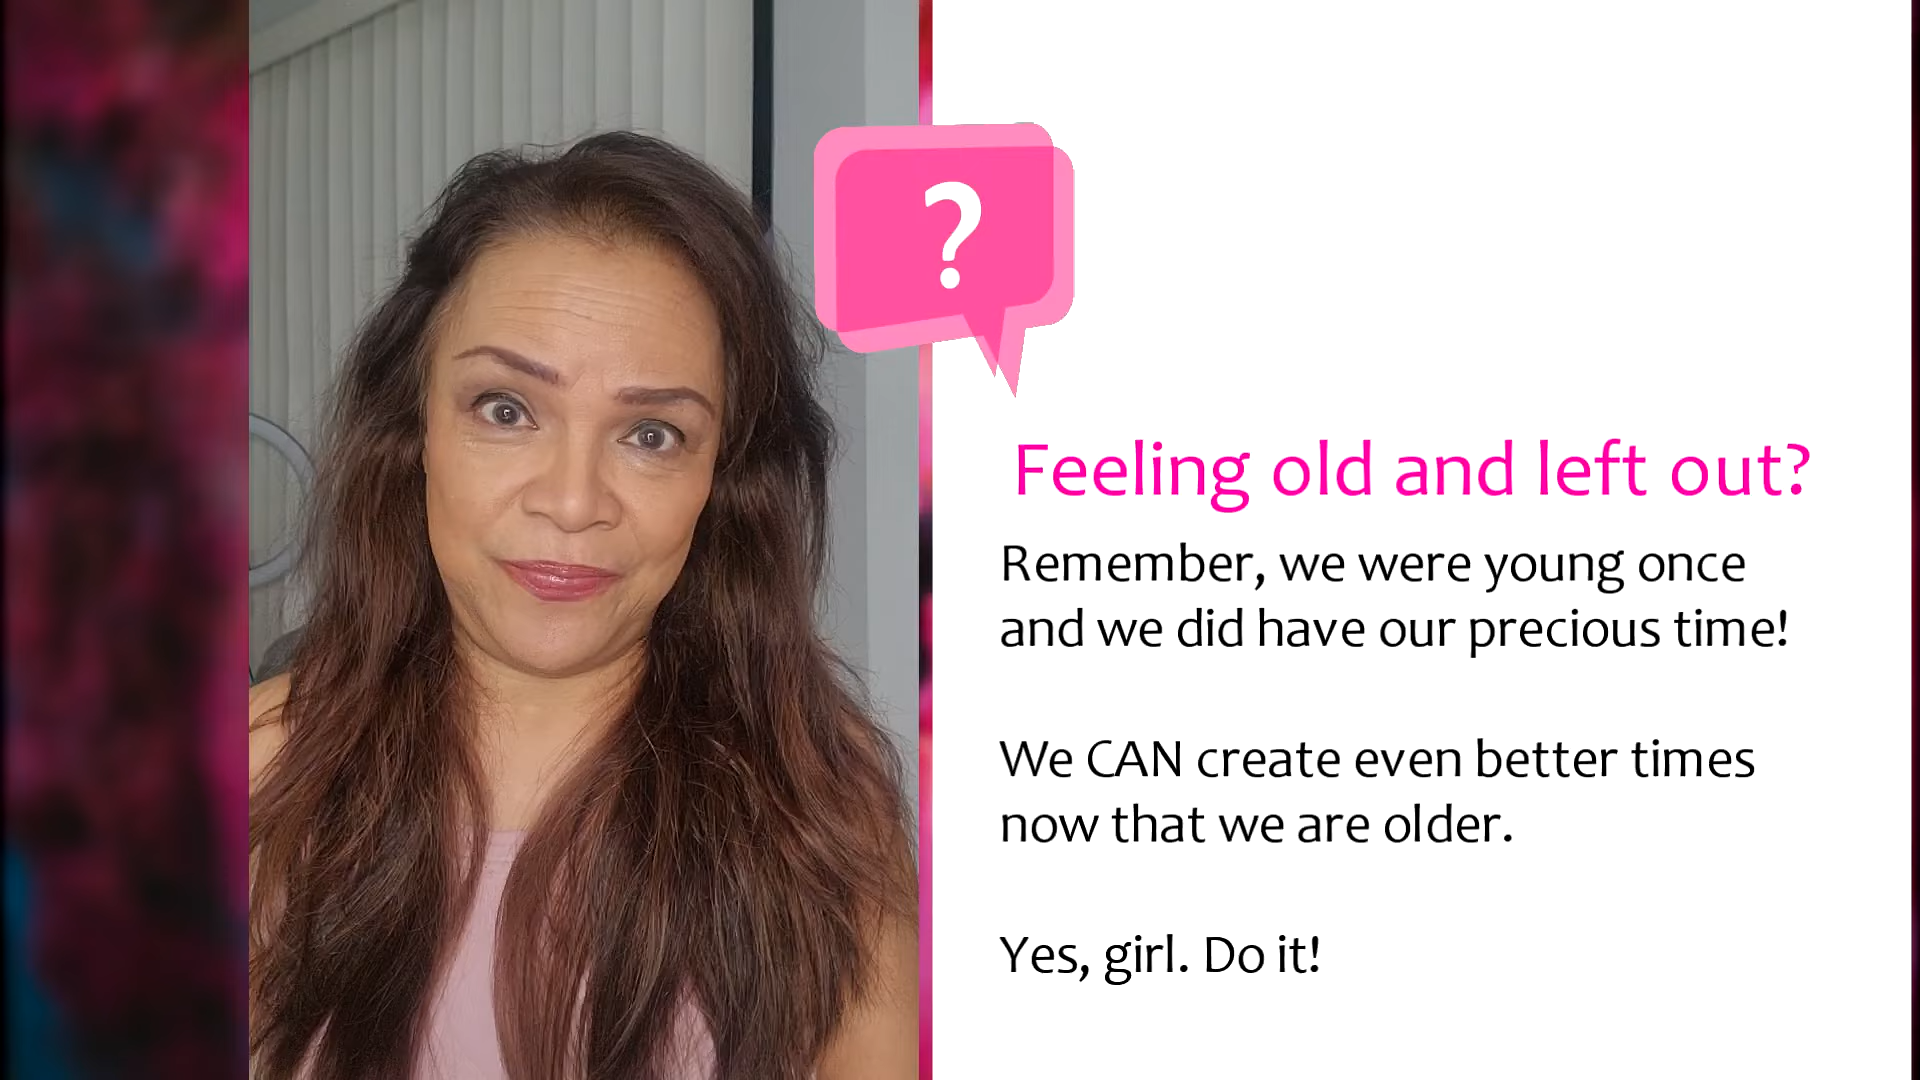 ?
Feeling old and left out?
Remember, we were young once
and we did have our precious time!
We CAN create even better times
now that we are older.
Yes, girl. Do it!